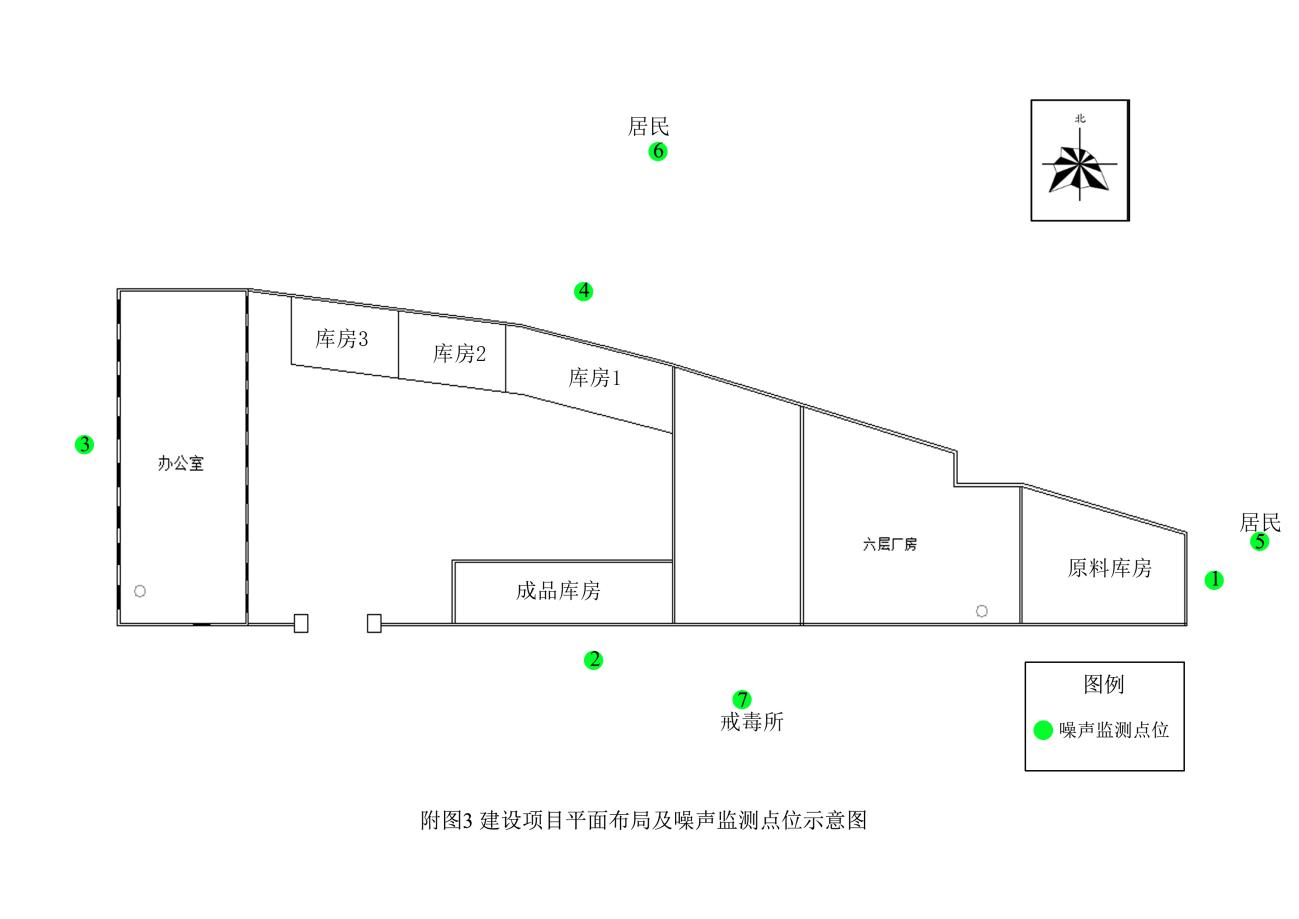 居民
6
北
4
库房3
库房2
库房1
3
办公室
六层厂房
居民
5
原料库房
1
成品库房
2
7
戒毒所
图例
噪声监测点位
附图3 建设项目平面布局及噪声监测点位示意图